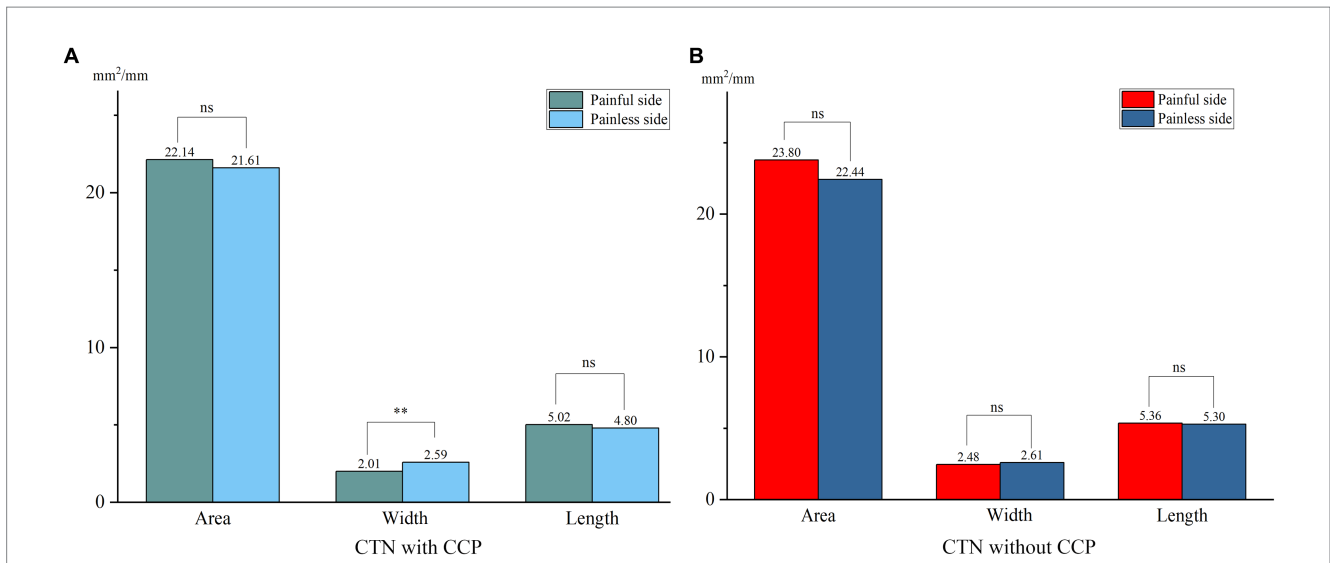 A
mm²/mm
Painful side
Painless side
ns
22.14
21.61
20
10
**
2.01
2.59
ns
5.02
4.80
0
Area
Width
Length
CTN with CCP
B
mm²/mm
Painful side
Painless side
ns
23.80
22.44
20
10
ns
2.48
2.61
ns
5.36
5.30
0
Area
Width
Length
CTN without CCP